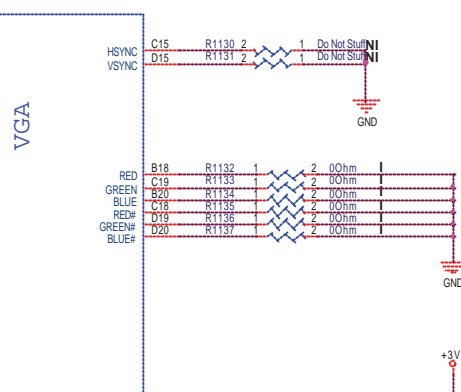 VGA
HSYNC C15 R1130 2 1 Do Not Stuff NI
VSYNC D15 R1131 2 1 Do Not Stuff NI
GND
RED B18 R1132 1 2 0Ohm I
GREEN C19 R1133 1 2 0Ohm I
BLUE B20 R1134 1 2 0Ohm I
RED# C18 R1135 1 2 0Ohm I
GREEN# D19 R1136 1 2 0Ohm I
BLUE# D20 R1137 1 2 0Ohm I
GND
+3V